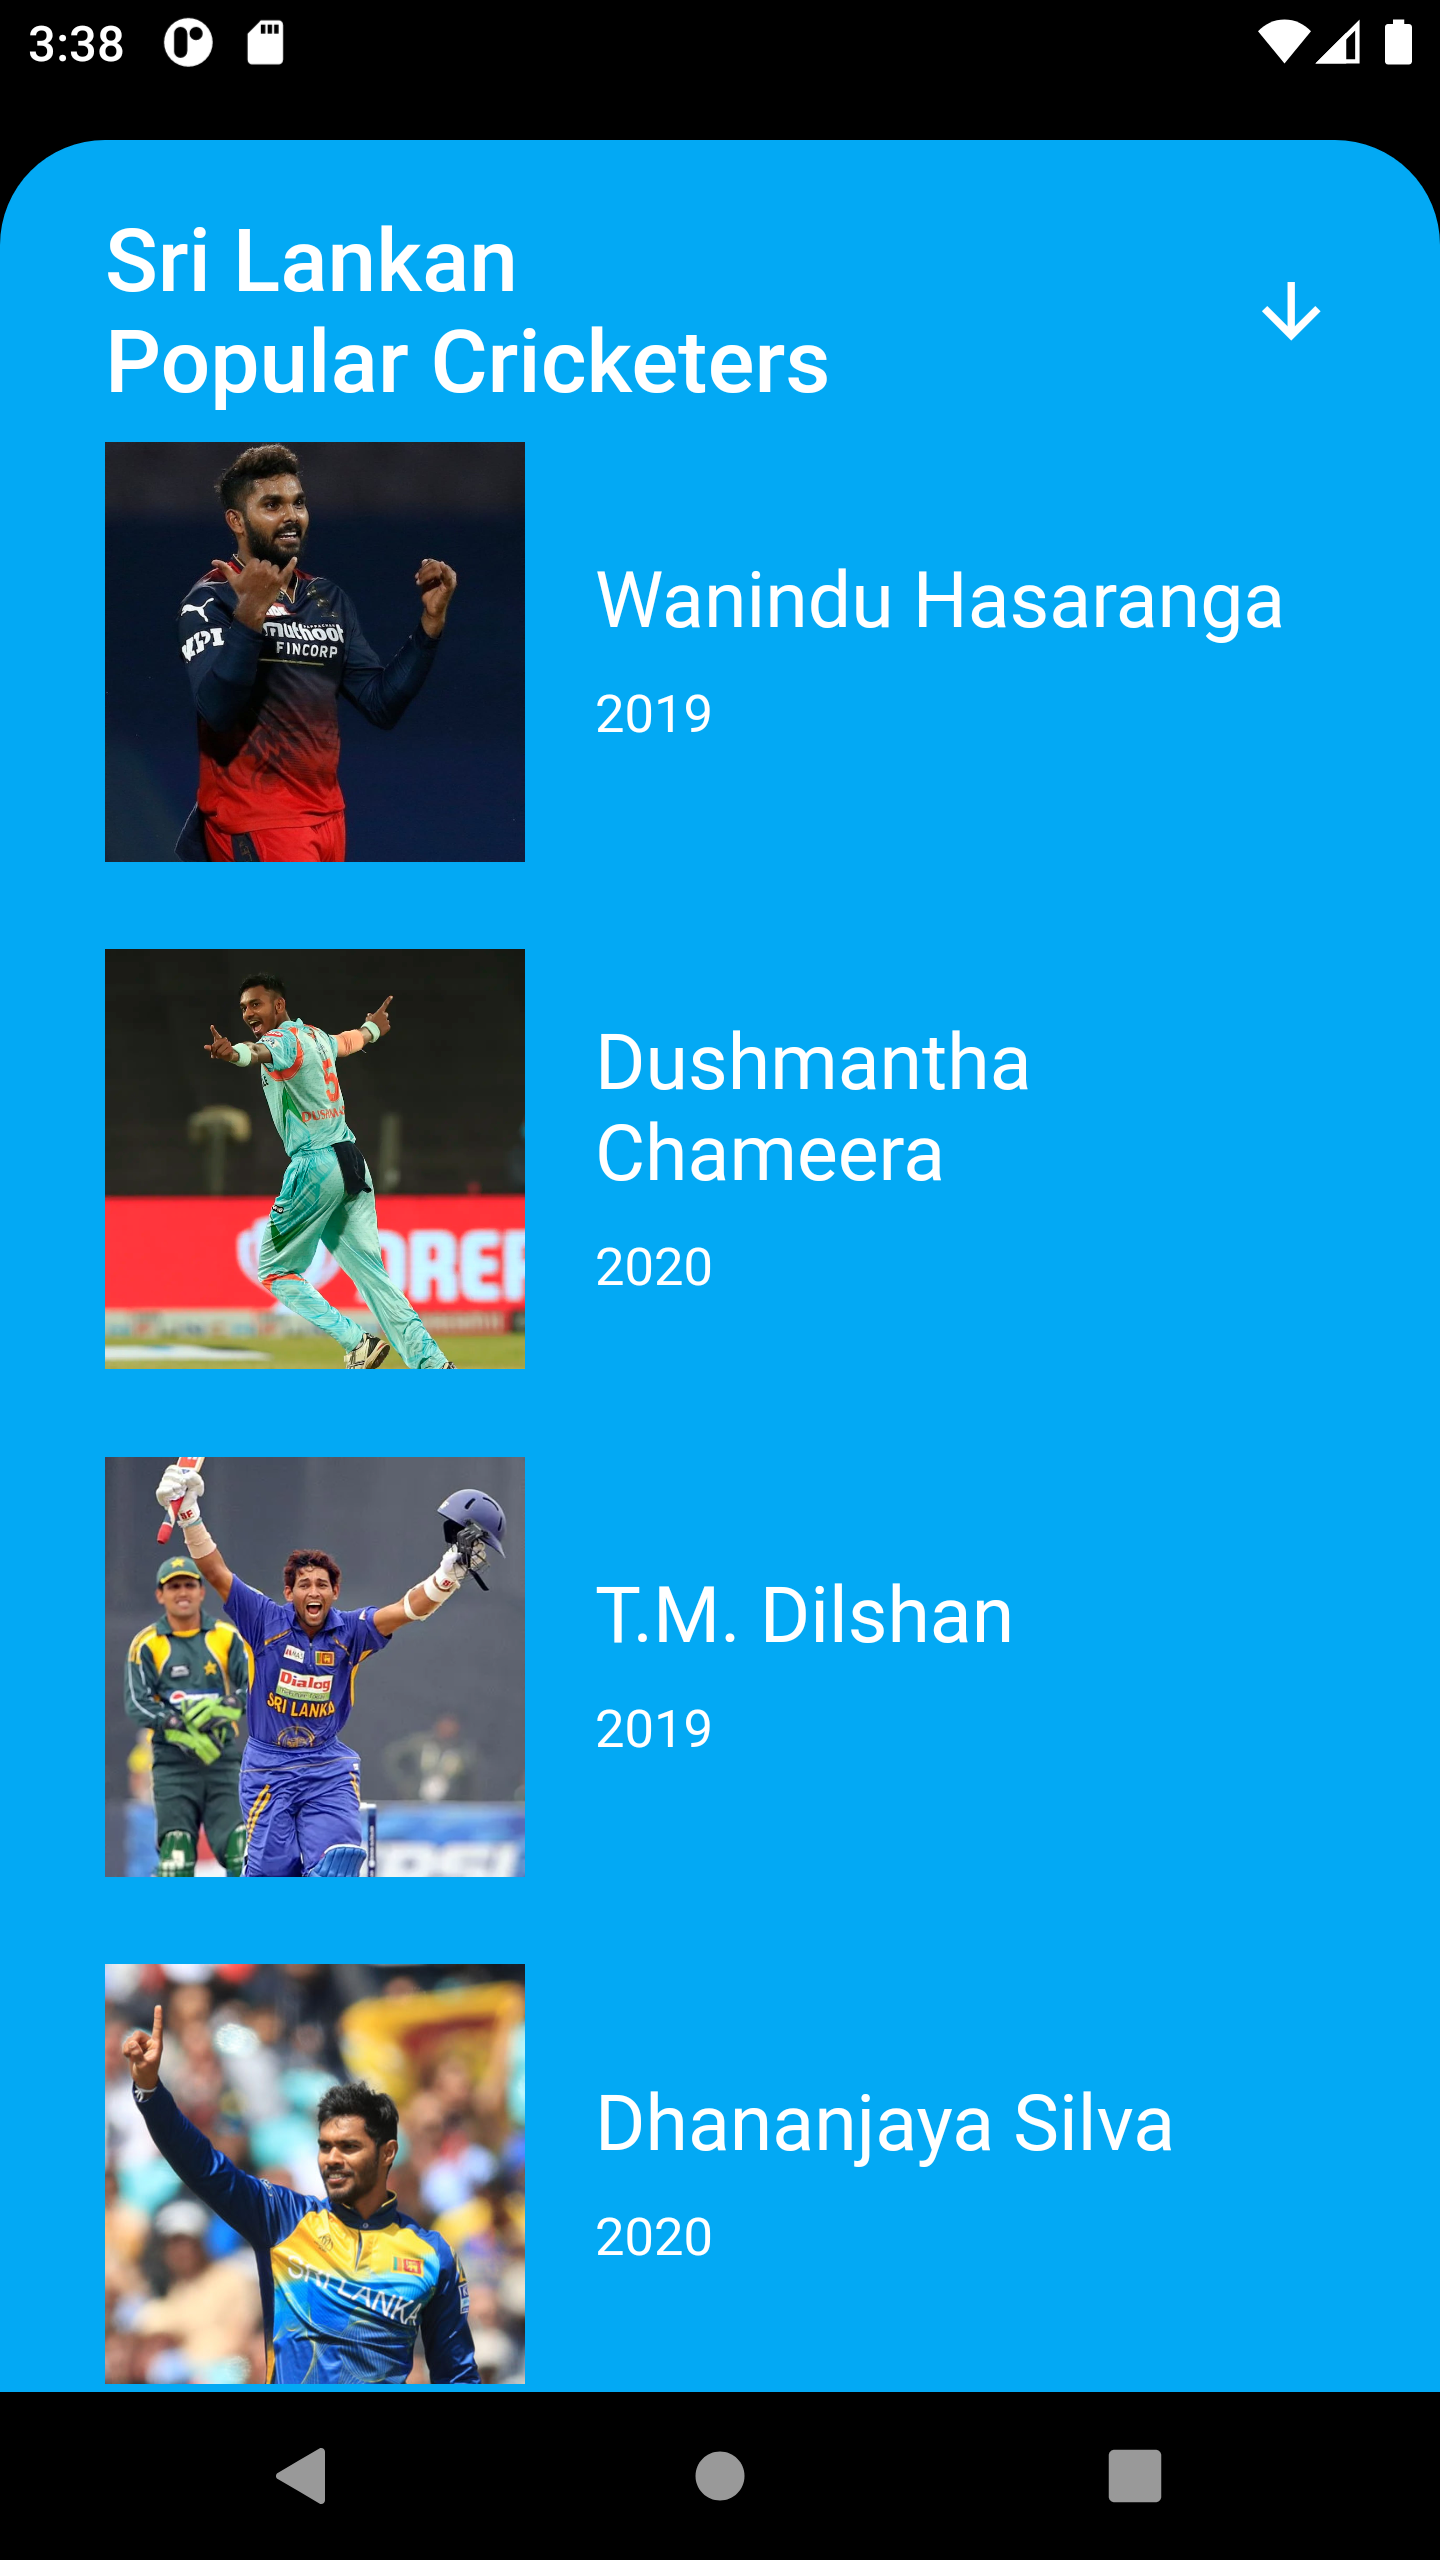 3:38
Sri Lankan
Popular Cricketers
Muthoot
FINCORP
Wanindu Hasaranga
2019
5
Dushmantha
Chameera
2020
Dialog
SRI LANKA
T.M. Dilshan
2019
SRI LANKA
Dhananjaya Silva
2020